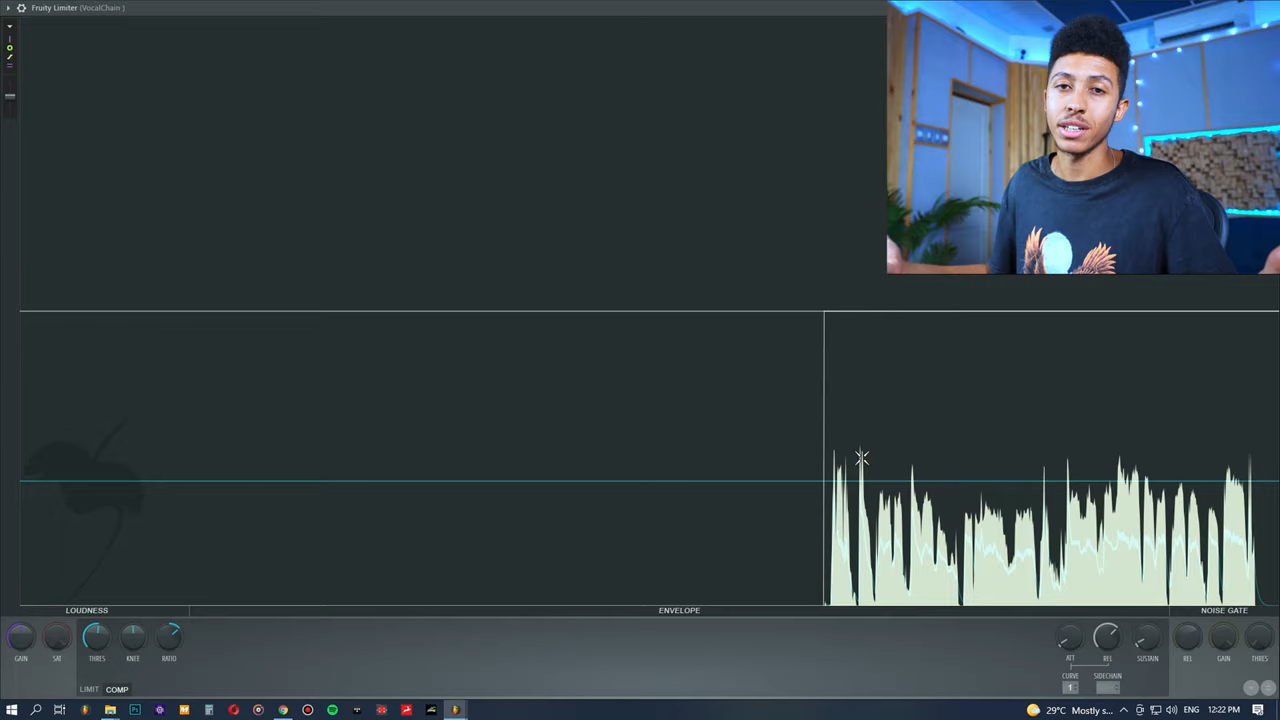 Fruity Limiter (VocalChain )
LOUDNESS
ENVELOPE
NOISE GATE
GAIN
SAT
THRES
KNEE
RATIO
ATT
REL
SUSTAIN
REL
GAIN
THRES
CURVE
SIDECHAIN
1
LIMIT
COMP
29°C Mostly s...
ENG
12:22 PM